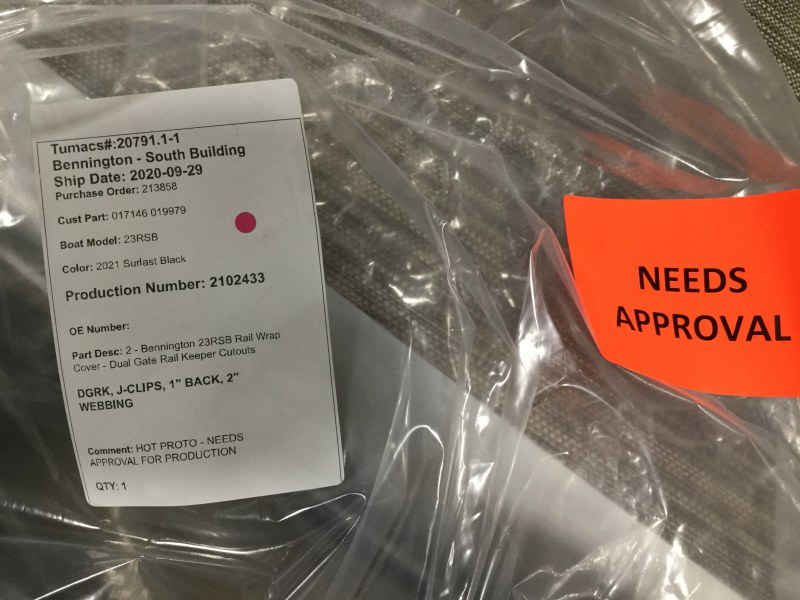 Tumacs#:20791.1-1
Bennington - South Building
Ship Date: 2020-09-29
Purchase Order: 213858
Cust Part: 017146 019979
Boat Model: 23RSB
Color: 2021 Surlast Black
Production Number: 2102433
OE Number:
Part Desc: 2 - Bennington 23RSB Rail Wrap
Cover - Dual Gate Rail Keeper Cutouts
DGRK, J-CLIPS, 1" BACK, 2"
WEBBING
Comment: HOT PROTO - NEEDS
APPROVAL FOR PRODUCTION
QTY: 1
NEEDS
APPROVAL